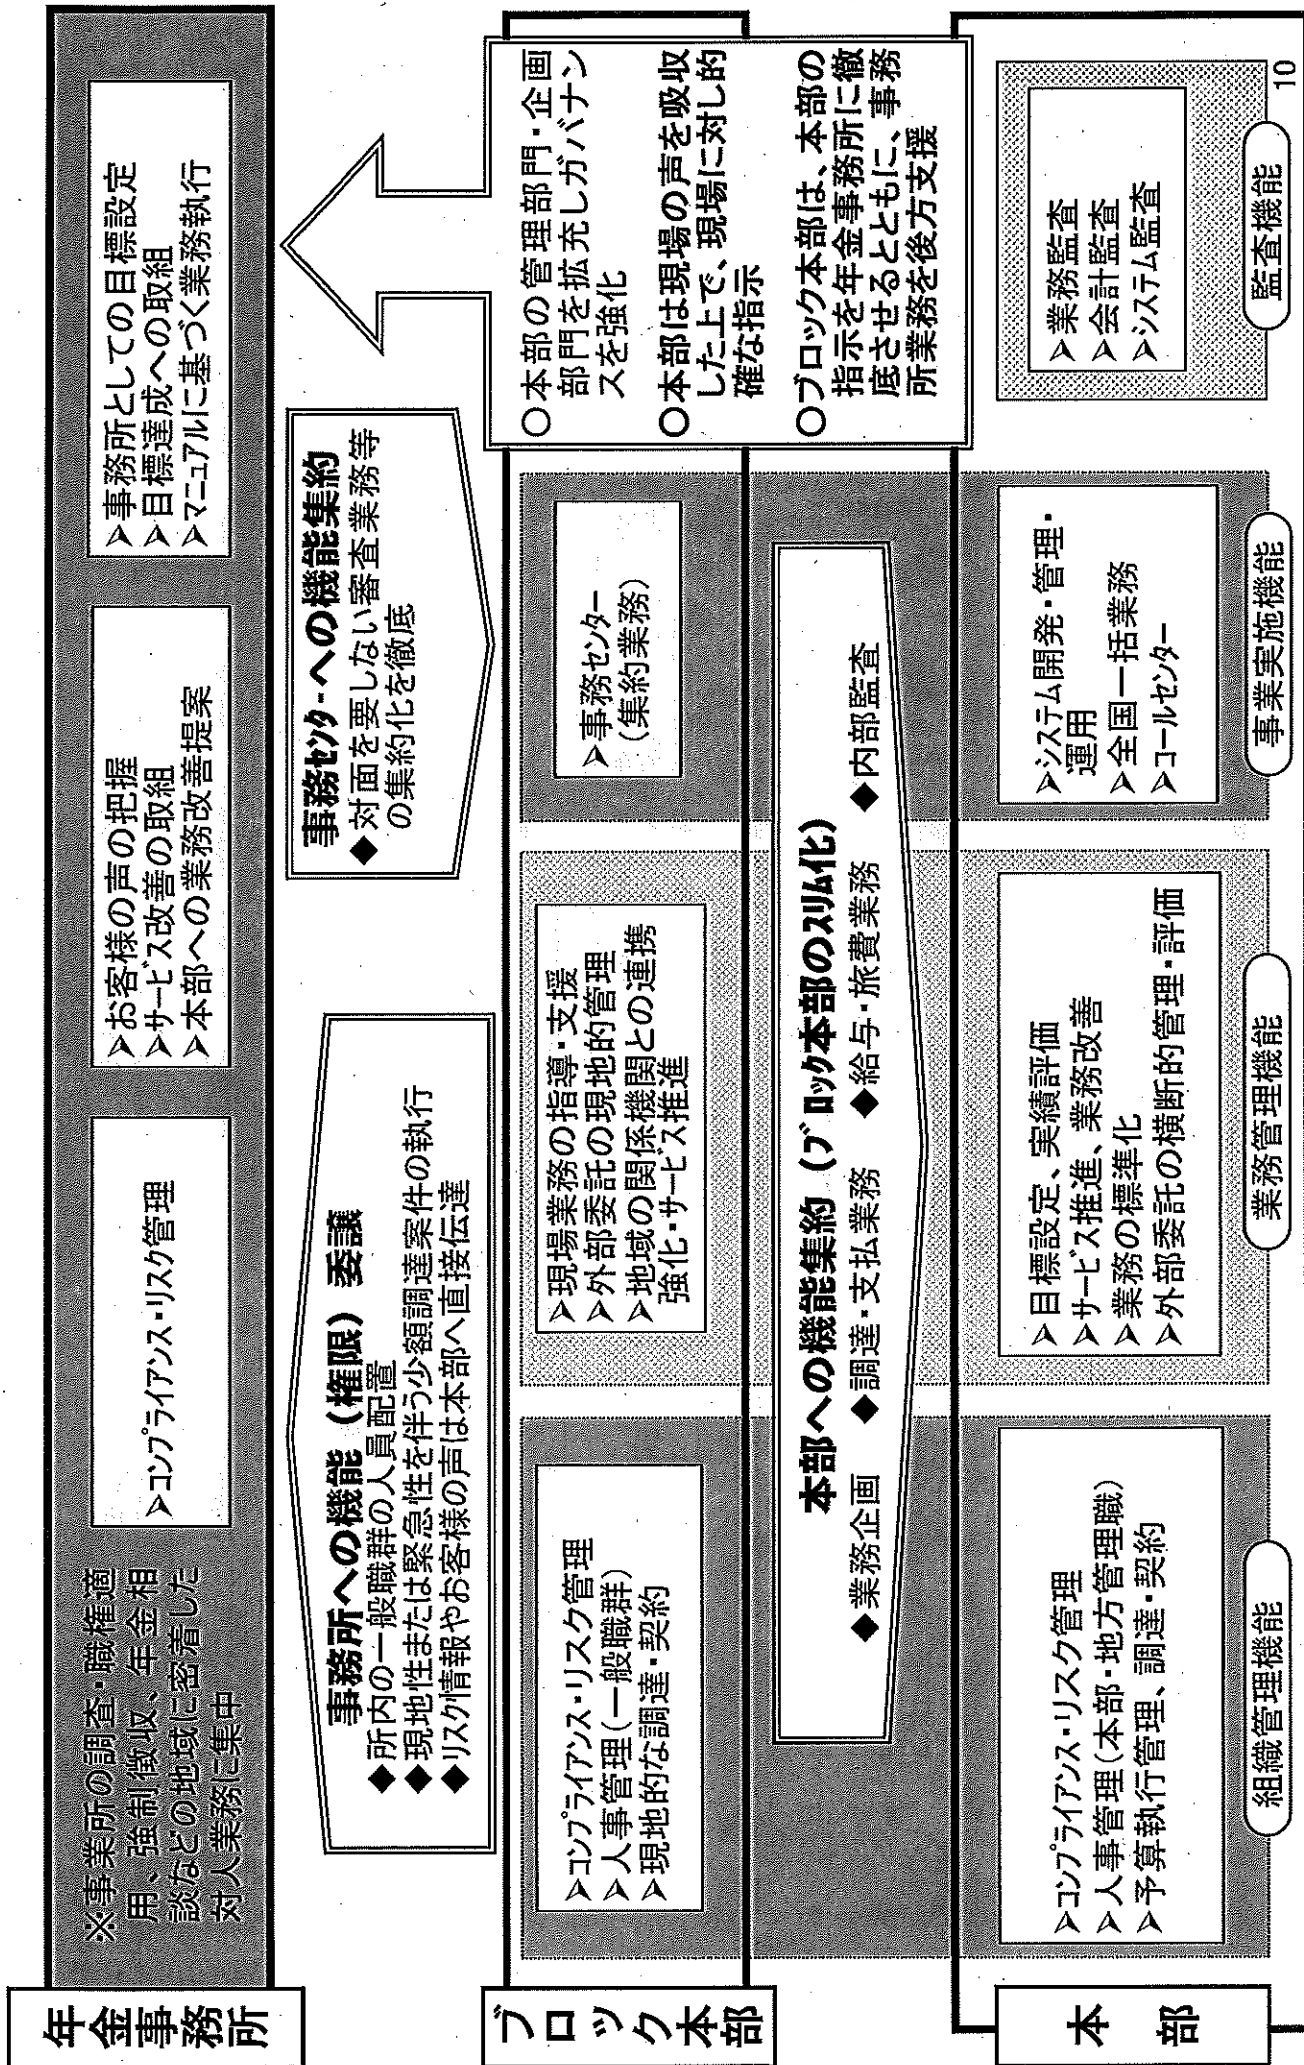 年金事務所
※事業所の調査・職権適
用、強制徴収、年金相
談などの地域に密着した
対人業務に集中
➢コンプライアンス・リスク管理
➢お客様の声の把握
➢サービス改善の取組
➢本部への業務改善提案
➢事務所としての目標設定
➢目標達成への取組
➢マニュアルに基づく業務執行
事務所への機能（権限）委譲
◆所内の一般職群の人員配置
◆現地性または緊急性を伴う少額調達案件の執行
◆リスク情報やお客様の声は本部へ直接伝達
事務センターへの機能集約
◆対面を要しない審査業務等
の集約化を徹底
ブロック本部
➢コンプライアンス・リスク管理
➢人事管理(一般職群)
➢現地的な調達・契約
➢現場業務の指導・支援
➢外部委託の現地的管理
➢地域の関係機関との連携
強化・サービス推進
➢事務センター
(集約業務)
○本部の管理部門・企画
部門を拡充しガバナン
スを強化
○本部は現場の声を吸収
した上で、現場に対し的
確な指示
○ブロック本部は、本部の
指示を年金事務所に徹
底させるとともに、事務
所業務を後方支援
本部への機能集約（ブロック本部のスリム化）
◆業務企画 ◆調達・支払業務 ◆給与・旅費業務 ◆内部監査
本部
➢コンプライアンス・リスク管理
➢人事管理(本部・地方管理職)
➢予算執行管理、調達・契約
組織管理機能
➢目標設定、実績評価
➢サービス推進、業務改善
➢業務の標準化
➢外部委託の横断的管理・評価
業務管理機能
➢システム開発・管理・
運用
➢全国一括業務
➢コールセンター
事業実施機能
➢業務監査
➢会計監査
➢システム監査
監査機能
10